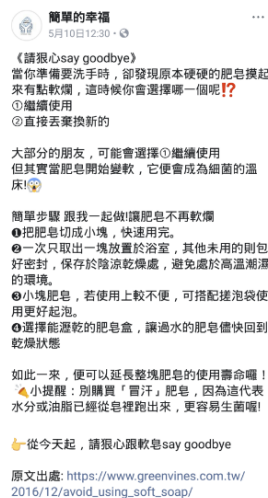 簡單的幸福
5月10日12:30
《請狠心say goodbye》
當你準備要洗手時，卻發現原本硬硬的肥皂摸起
來有點軟爛，這時候你會選擇哪一個呢⁉️
①繼續使用
②直接丟棄換新的
大部分的朋友，可能會選擇①繼續使用
但其實當肥皂開始變軟，它便會成為細菌的溫
床!😱
簡單步驟 跟我一起做!讓肥皂不再軟爛
❶把肥皂切成小塊，快速用完。
❷一次只取出一塊放置於浴室，其他未用的則包
好密封，保存於陰涼乾燥處，避免處於高溫潮濕
的環境。
❸小塊肥皂，若使用上較不便，可搭配搓泡袋使
用更好起泡。
❹選擇能瀝乾的肥皂盒，讓過水的肥皂儘快回到
乾燥狀態
如此一來，便可以延長整塊肥皂的使用壽命囉！
小提醒：別購買「冒汗」肥皂，因為這代表
水分或油脂已經從皂裡跑出來，更容易生菌喔!
👉從今天起，請狠心跟軟皂say goodbye
原文出處: https://www.greenvines.com.tw/
2016/12/avoid_using_soft_soap/